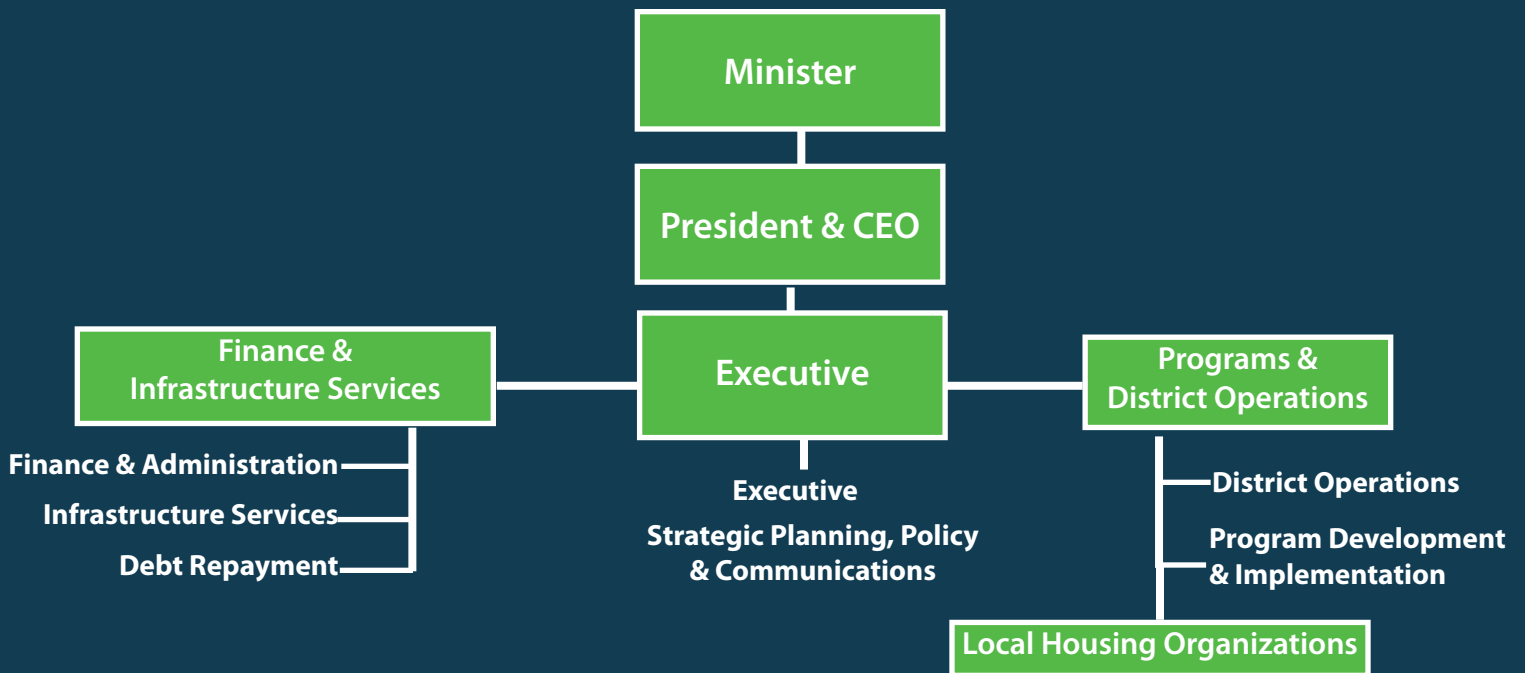 Minister
President & CEO
Finance &
Infrastructure Services
Executive
Programs &
District Operations
Finance & Administration
Infrastructure Services
Debt Repayment
Executive
Strategic Planning, Policy
& Communications
District Operations
Program Development
& Implementation
Local Housing Organizations